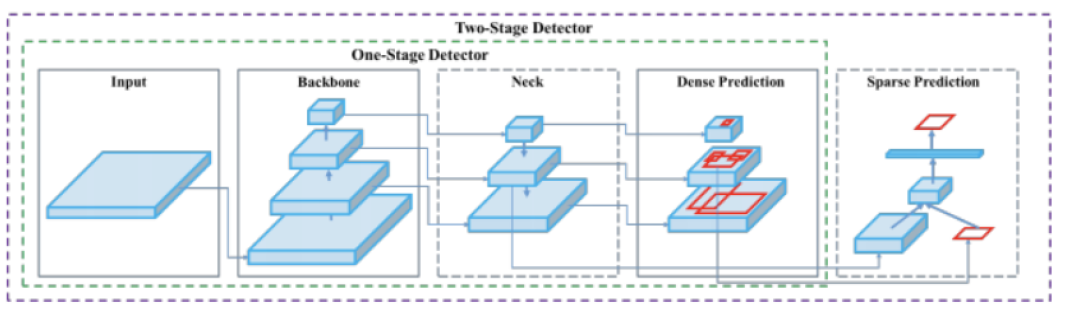 Two-Stage Detector
One-Stage Detector
Input
Backbone
Neck
Dense Prediction
Sparse Prediction